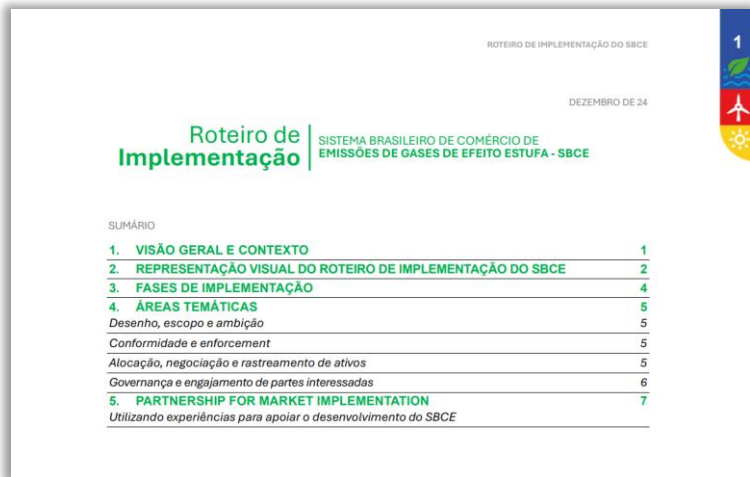 ROTEIRO DE IMPLEMENTAÇÃO DO SBCE
1
DEZEMBRO DE 24
Roteiro de
Implementação
SISTEMA BRASILEIRO DE COMÉRCIO DE
EMISSÕES DE GASES DE EFEITO ESTUFA - SBCE
SUMÁRIO
1. VISÃO GERAL E CONTEXTO 1
2. REPRESENTAÇÃO VISUAL DO ROTEIRO DE IMPLEMENTAÇÃO DO SBCE 2
3. FASES DE IMPLEMENTAÇÃO 4
4. ÁREAS TEMÁTICAS 5
Desenho, escopo e ambição 5
Conformidade e enforcement 5
Alocação, negociação e rastreamento de ativos 5
Governança e engajamento de partes interessadas 6
5. PARTNERSHIP FOR MARKET IMPLEMENTATION 7
Utilizando experiências para apoiar o desenvolvimento do SBCE